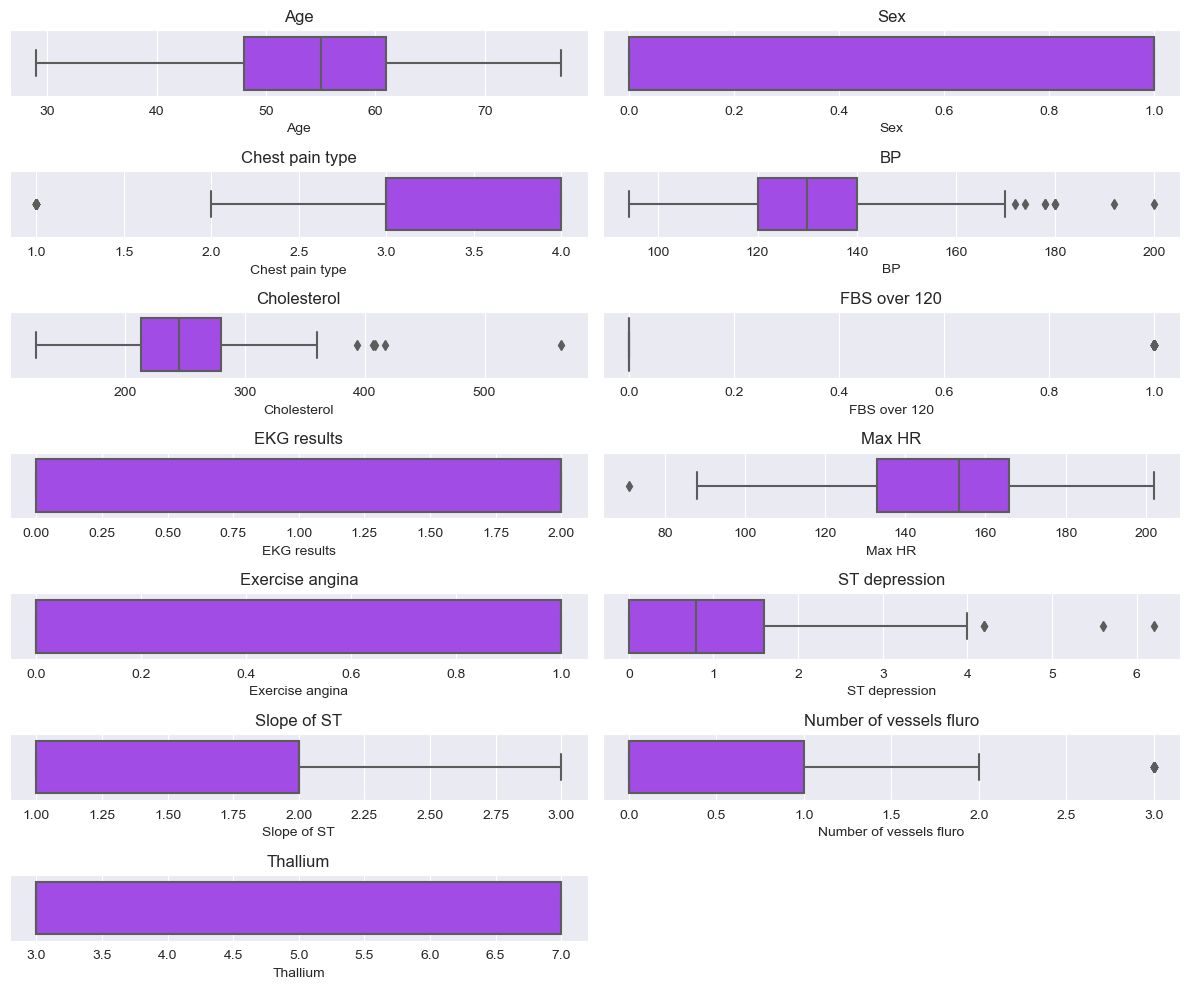 Age
30 40 50 60 70
Age
Sex
0.0 0.2 0.4 0.6 0.8 1.0
Sex
Chest pain type
1.0 1.5 2.0 2.5 3.0 3.5 4.0
Chest pain type
BP
100 120 140 160 180 200
BP
Cholesterol
200 300 400 500
Cholesterol
FBS over 120
0.0 0.2 0.4 0.6 0.8 1.0
FBS over 120
EKG results
0.00 0.25 0.50 0.75 1.00 1.25 1.50 1.75 2.00
EKG results
Max HR
80 100 120 140 160 180 200
Max HR
Exercise angina
0.0 0.2 0.4 0.6 0.8 1.0
Exercise angina
ST depression
0 1 2 3 4 5 6
ST depression
Slope of ST
1.00 1.25 1.50 1.75 2.00 2.25 2.50 2.75 3.00
Slope of ST
Number of vessels fluro
0.0 0.5 1.0 1.5 2.0 2.5 3.0
Number of vessels fluro
Thallium
3.0 3.5 4.0 4.5 5.0 5.5 6.0 6.5 7.0
Thallium